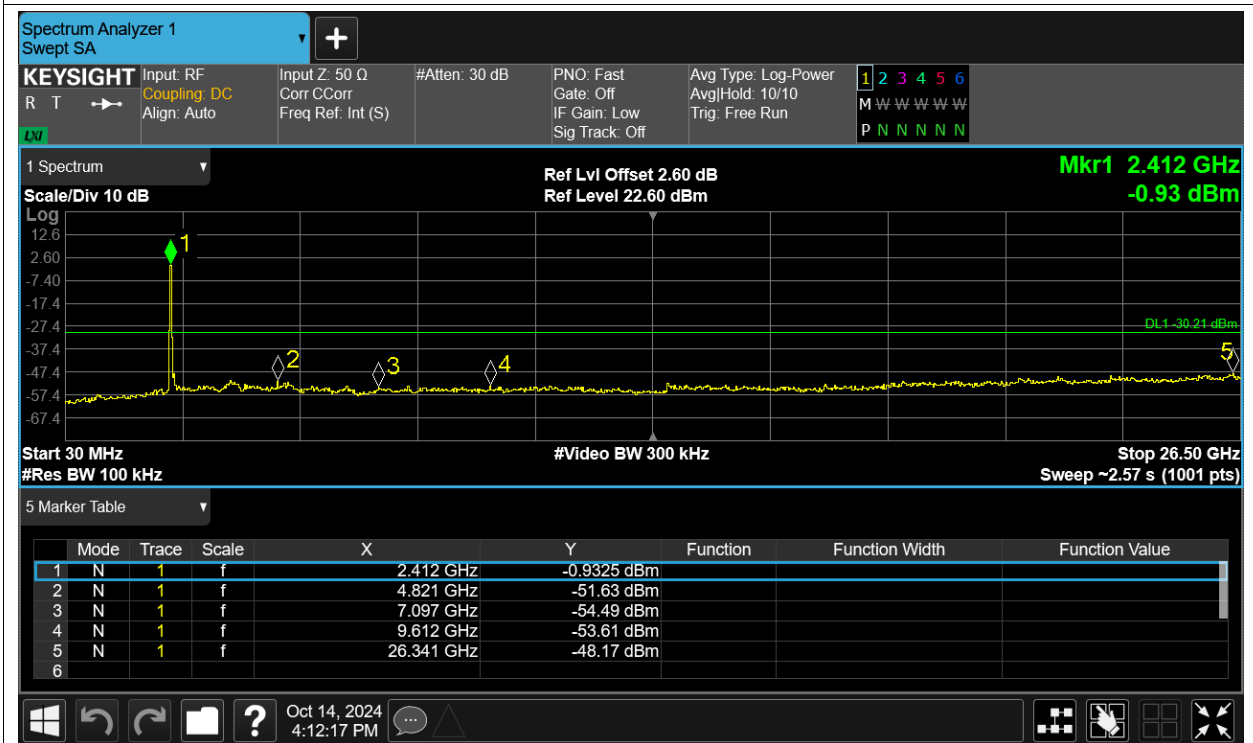 Spectrum Analyzer 1
Swept SA
KEYSIGHT Input: RF Input Z: 50 Ω #Atten: 30 dB PNO: Fast Avg Type: Log-Power 1 2 3 4 5 6
R T Coupling: DC Corr CCorr Gate: Off Avg|Hold: 10/10 M W W W W W
Align: Auto Freq Ref: Int (S) IF Gain: Low Trig: Free Run
LXI Sig Track: Off P N N N N N
1 Spectrum Ref Lvl Offset 2.60 dB Mkr1 2.412 GHz
Scale/Div 10 dB Ref Level 22.60 dBm -0.93 dBm
Log
12.6 1
2.60
-7.40
-17.4
-27.4 DL1 -30.21 dBm
-37.4 2 3 4 5
-47.4
-57.4
-67.4
Start 30 MHz #Video BW 300 kHz Stop 26.50 GHz
#Res BW 100 kHz Sweep ~2.57 s (1001 pts)
5 Marker Table
Mode Trace Scale X Y Function Function Width Function Value
1 N 1 f 2.412 GHz -0.9325 dBm
2 N 1 f 4.821 GHz -51.63 dBm
3 N 1 f 7.097 GHz -54.49 dBm
4 N 1 f 9.612 GHz -53.61 dBm
5 N 1 f 26.341 GHz -48.17 dBm
6
? Oct 14, 2024
4:12:17 PM